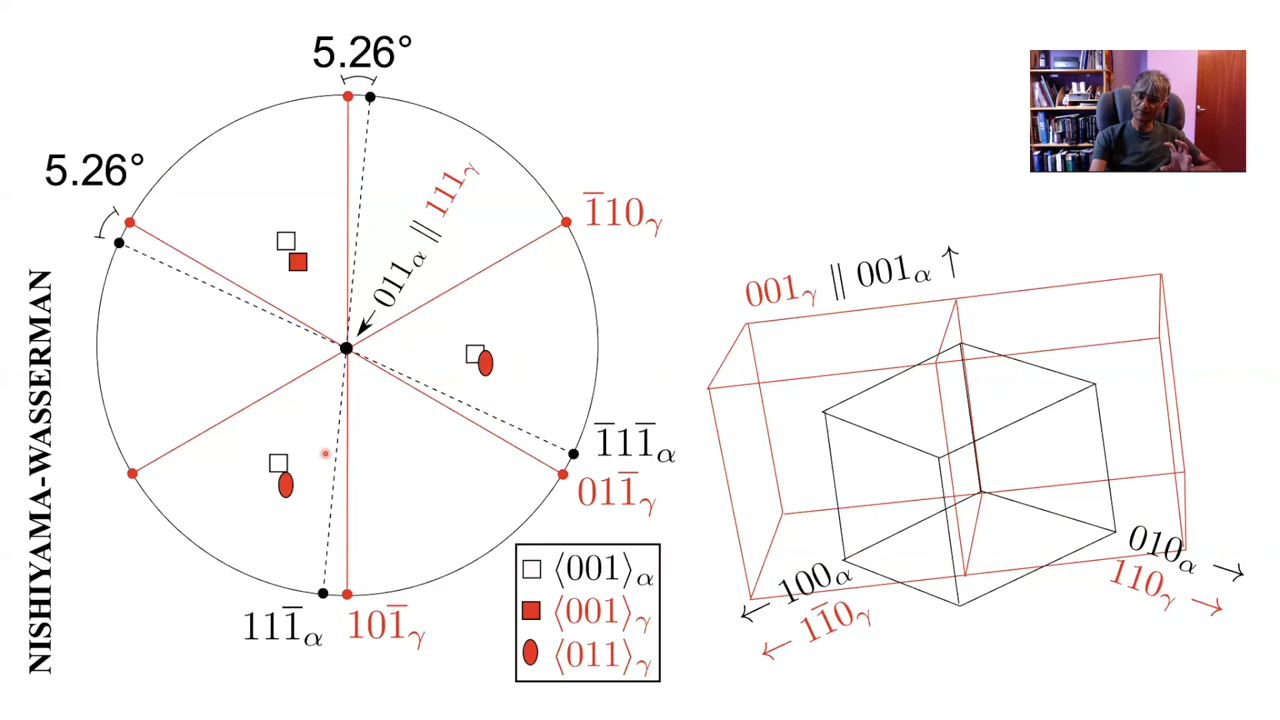 NISHIYAMA-WASSERMAN
5.26°
5.26°
←011α ∥ 111γ
1̅10γ
1̅11̅α
011̅γ
111̅α
101̅γ
⟨001⟩α
⟨001⟩γ
⟨011⟩γ
001γ ∥ 001α ↑
← 100α
← 11̅0γ
010α →
110γ →